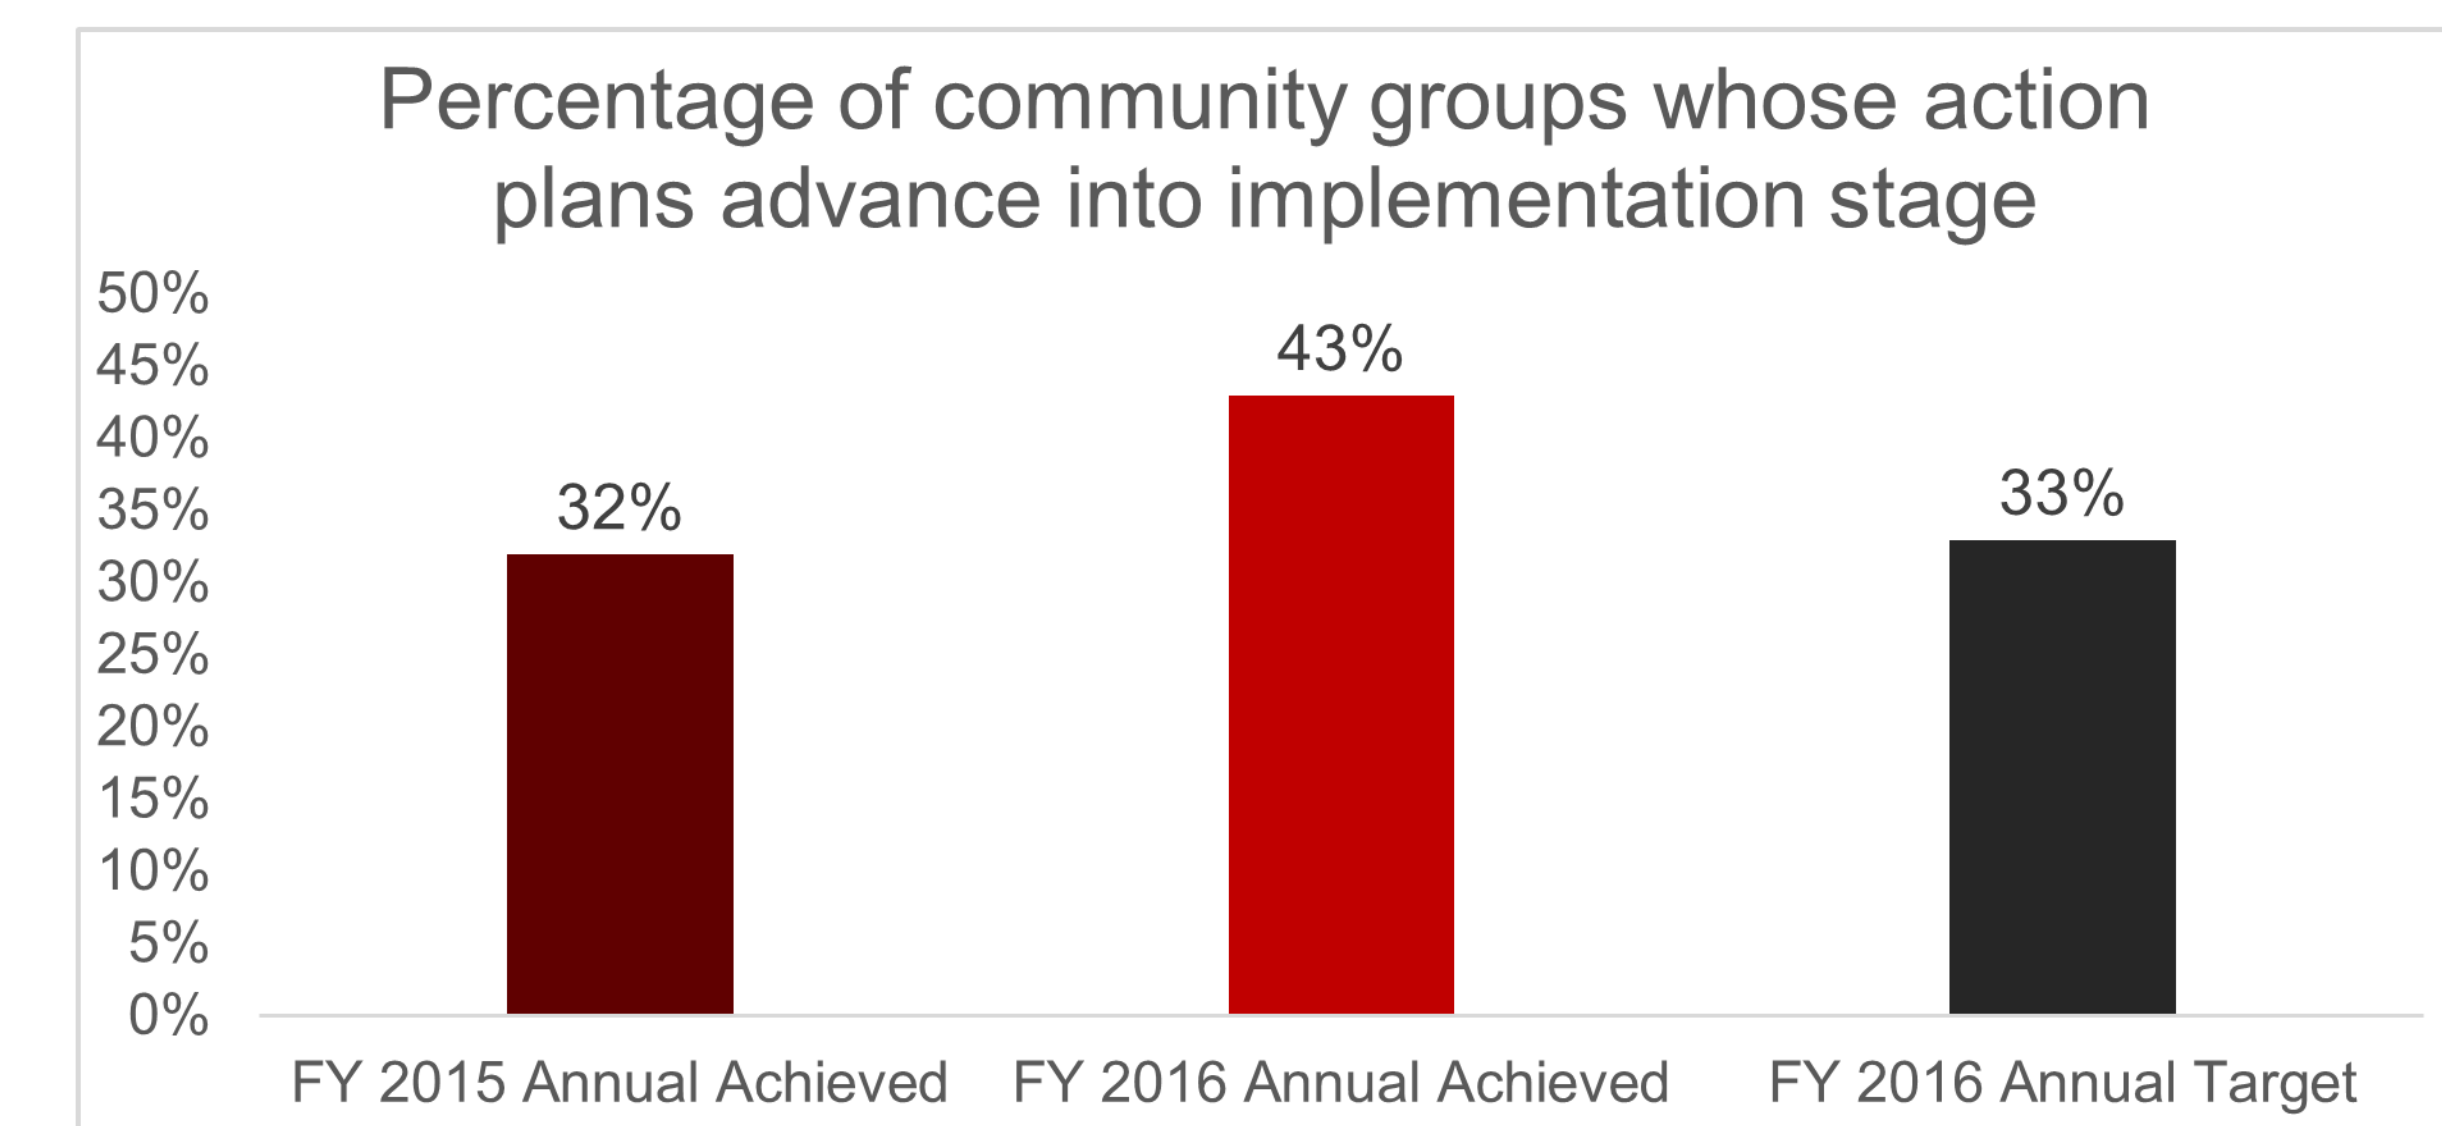 Percentage of community groups whose action
plans advance into implementation stage
50%
45%
40%
35%
30%
25%
20%
15%
10%
5%
0%
32%
43%
33%
FY 2015 Annual Achieved
FY 2016 Annual Achieved
FY 2016 Annual Target